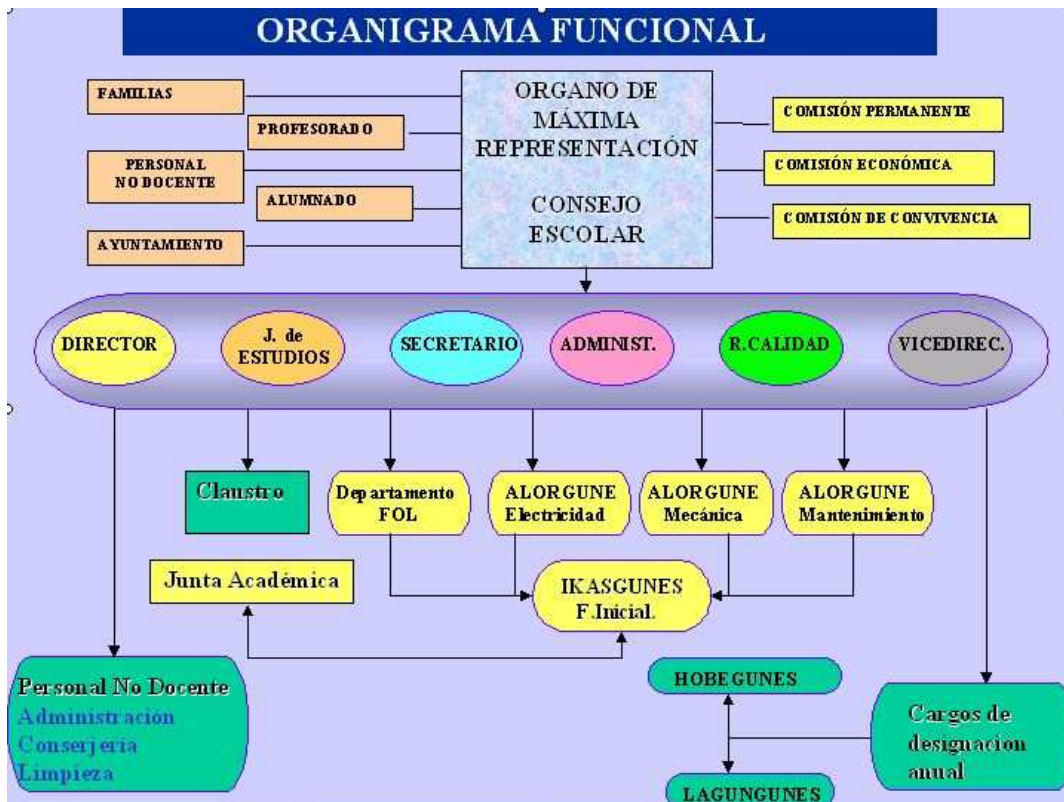 ORGANIGRAMA FUNCIONAL
FAMILIAS
PROFESORADO
PERSONAL
NO DOCENTE
ALUMNADO
AYUNTAMIENTO
ORGANO DE
MÁXIMA
REPRESENTACIÓN
CONSEJO
ESCOLAR
COMISIÓN PERMANENTE
COMISIÓN ECONÓMICA
COMISIÓN DE CONVIVENCIA
DIRECTOR
J. de
ESTUDIOS
SECRETARIO
ADMINIST.
R.CALIDAD
VICEDIREC.
Claustro
Departamento
FOL
ALORGUNE
Electricidad
ALORGUNE
Mecánica
ALORGUNE
Mantenimiento
Junta Académica
IKASGUNES
F.Inicial.
Personal No Docente
Administración
Conserjería
Limpieza
HOBEGUNES
LAGUNGUNES
Cargos de
designacion
anual